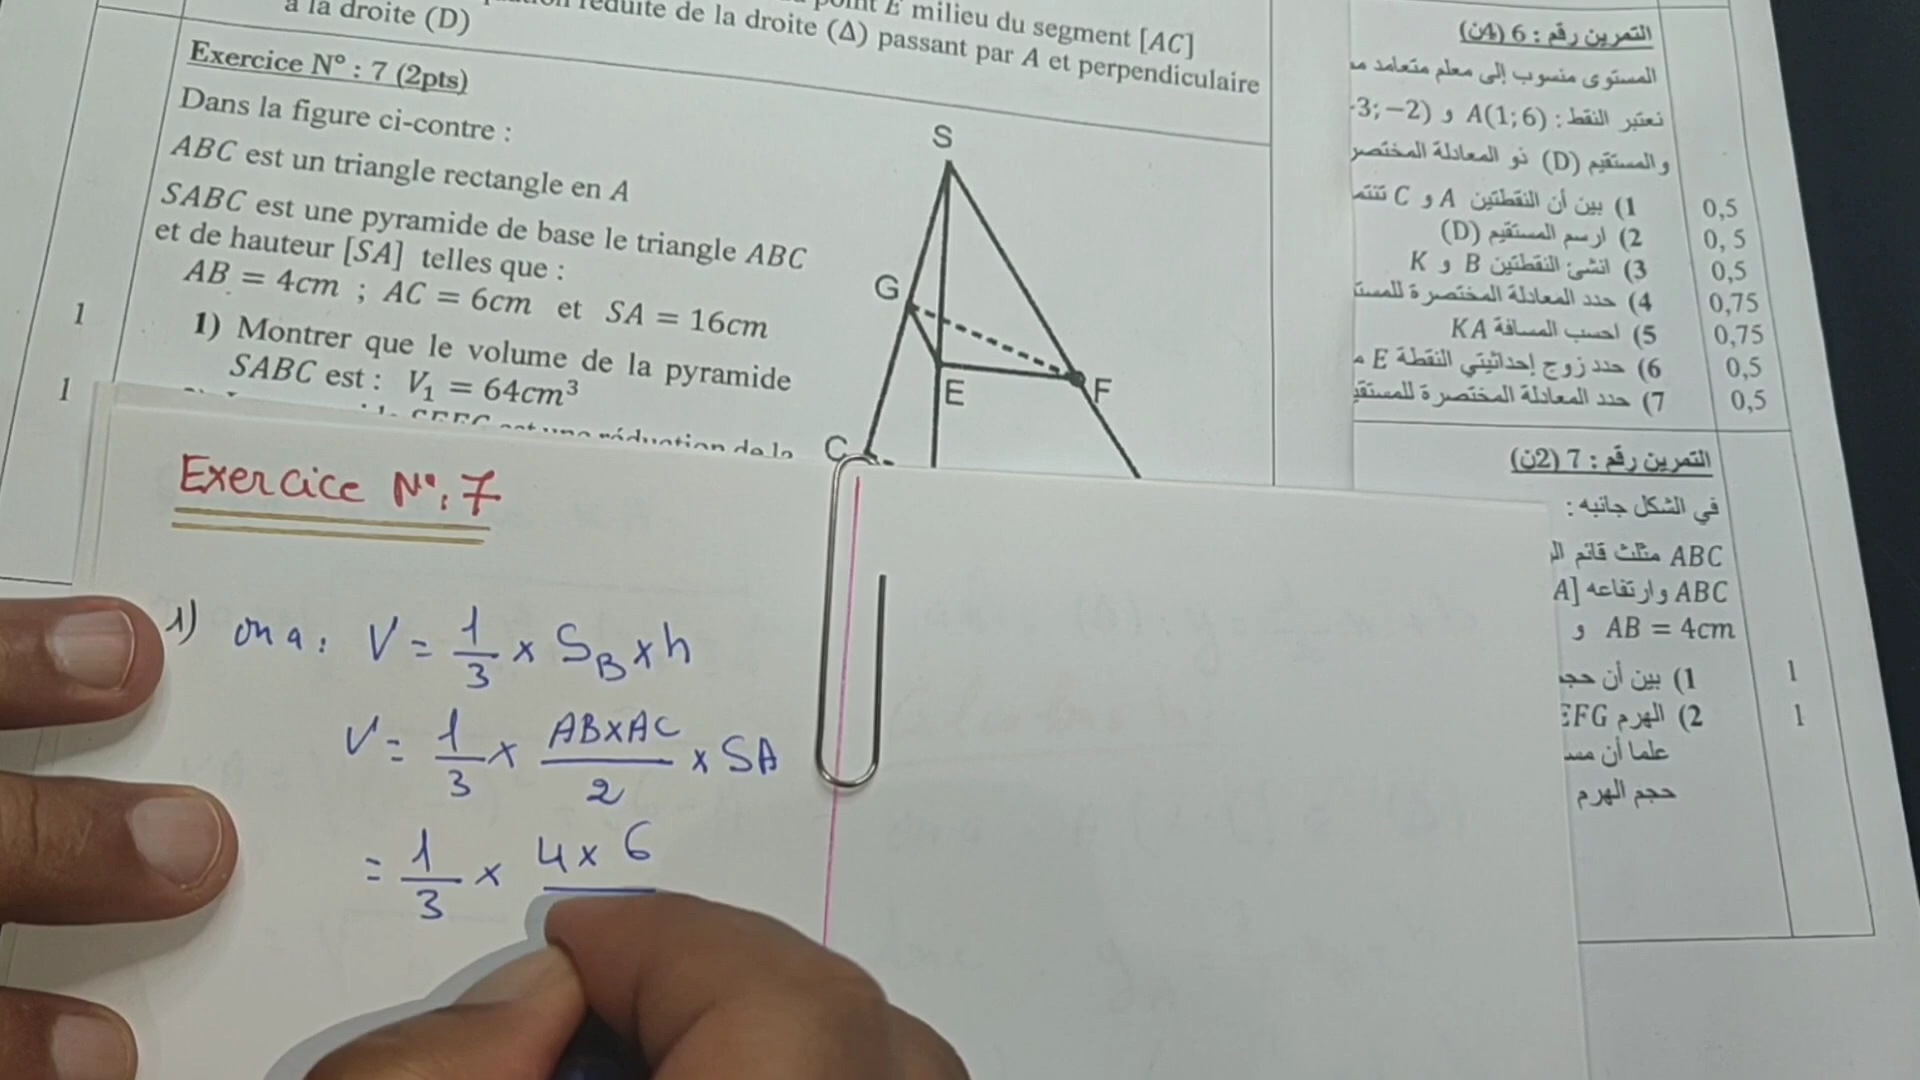 point E milieu du segment [AC]
réduite de la droite (Δ) passant par A et perpendiculaire
à la droite (D)
Exercice N° : 7 (2pts)
Dans la figure ci-contre :
ABC est un triangle rectangle en A
SABC est une pyramide de base le triangle ABC
et de hauteur [SA] telles que :
AB = 4cm ; AC = 6cm et SA = 16cm
1
1) Montrer que le volume de la pyramide
SABC est : V₁ = 64cm³
1
réduction de la
S
G
E
F
C
Exercice N°: 7
1) on a : V = 1/3 × S_B × h
V = 1/3 × AB×AC/2 × SA
= 1/3 × 4 × 6
التمرين رقم : 6 (4ن)
المستوى منسوب إلى معلم متعامد
نعتبر النقط : A(1; 6) و 3; −2)
والمستقيم (D) ذو المعادلة
1) بين أن النقطتين A و C 0,5
2) ارسم المستقيم (D) 0, 5
3) انشئ النقطتين B و K 0,5
4) حدد المعادلة المختصرة 0,75
5) احسب المسافة KA 0,75
6) حدد زوج إحداثيتي النقطة E 0,5
7) حدد المعادلة المختصرة 0,5
التمرين رقم : 7 (2ن)
في الشكل جانبه :
ABC مثلث قائم
ABC وارتفاعه [A
AB = 4cm و
1) بين أن 1
2) الهرم EFG 1
علما أن
حجم الهرم